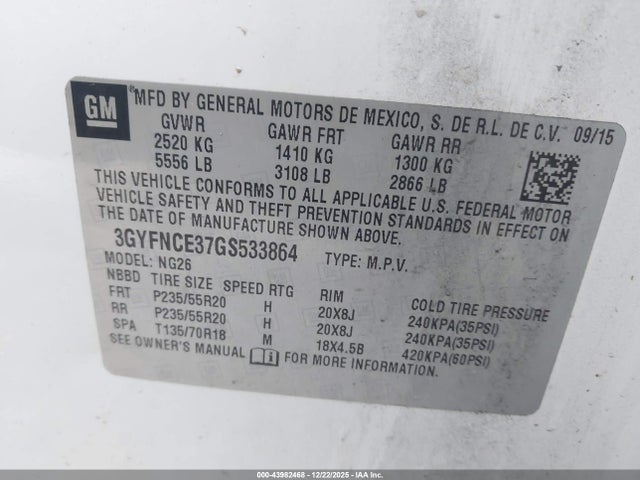 GM
®MFD BY GENERAL MOTORS DE MEXICO, S. DE R.L. DE C.V. 09/15
GVWR GAWR FRT GAWR RR
2520 KG 1410 KG 1300 KG
5556 LB 3108 LB 2866 LB
THIS VEHICLE CONFORMS TO ALL APPLICABLE U.S. FEDERAL MOTOR
VEHICLE SAFETY AND THEFT PREVENTION STANDARDS IN EFFECT ON
THE DATE OF MANUFACTURE SHOWN ABOVE.
3GYFNCE37GS533864 TYPE: M.P.V.
MODEL: NG26
NBBD TIRE SIZE SPEED RTG RIM COLD TIRE PRESSURE
FRT P235/55R20 H 20X8J 240KPA(35PSI)
RR P235/55R20 H 20X8J 240KPA(35PSI)
SPA T135/70R18 M 18X4.5B 420KPA(60PSI)
SEE OWNER'S MANUAL FOR MORE INFORMATION.
000-43982468 - 12/22/2025 - IAA Inc.